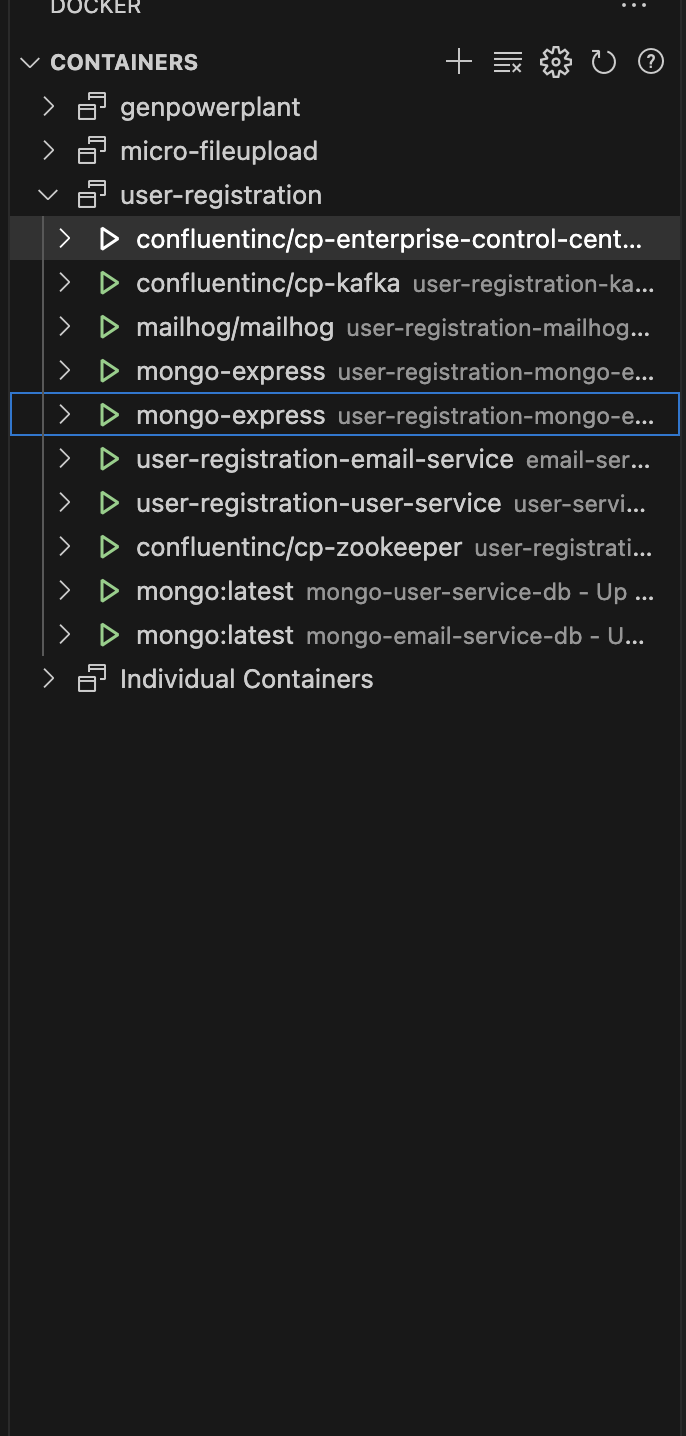 DOCKER
CONTAINERS
genpowerplant
micro-fileupload
user-registration
confluentinc/cp-enterprise-control-cent...
confluentinc/cp-kafka user-registration-ka...
mailhog/mailhog user-registration-mailhog...
mongo-express user-registration-mongo-e...
mongo-express user-registration-mongo-e...
user-registration-email-service email-ser...
user-registration-user-service user-servi...
confluentinc/cp-zookeeper user-registrati...
mongo:latest mongo-user-service-db - Up ...
mongo:latest mongo-email-service-db - U...
Individual Containers